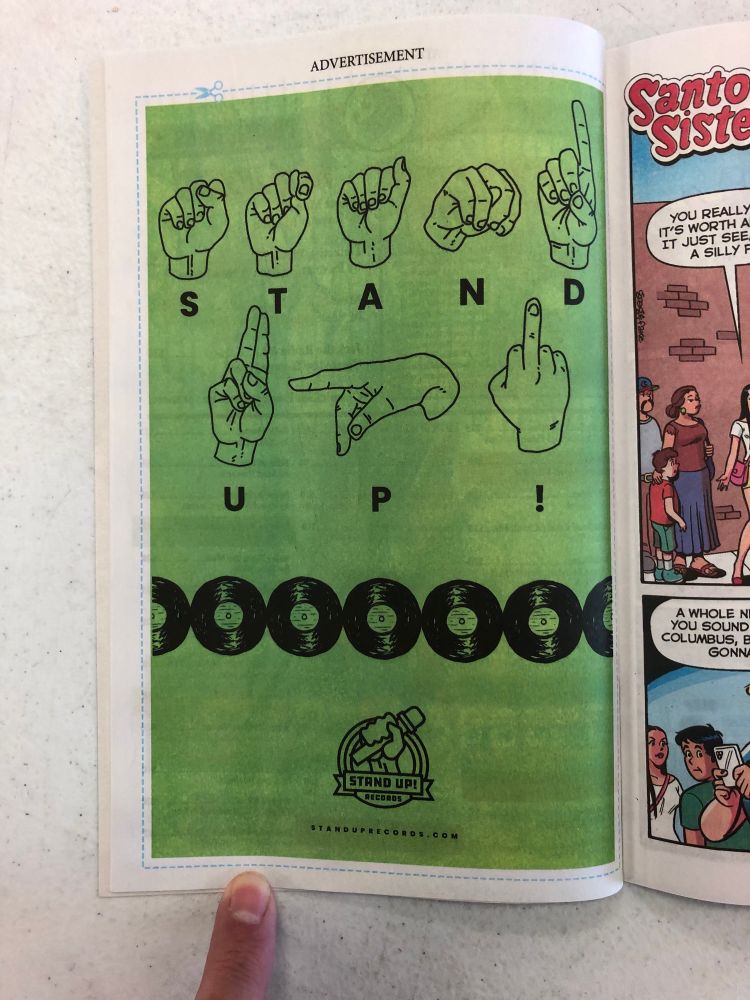 ADVERTISEMENT
S T A N D
U P !
STAND UP!
RECORDS
STANDUPRECORDS.COM
Santo
Siste
YOU REALLY
IT'S WORTH A
IT JUST SEE
A SILLY
A WHOLE
YOU SOUND
COLUMBUS, B
GONNA